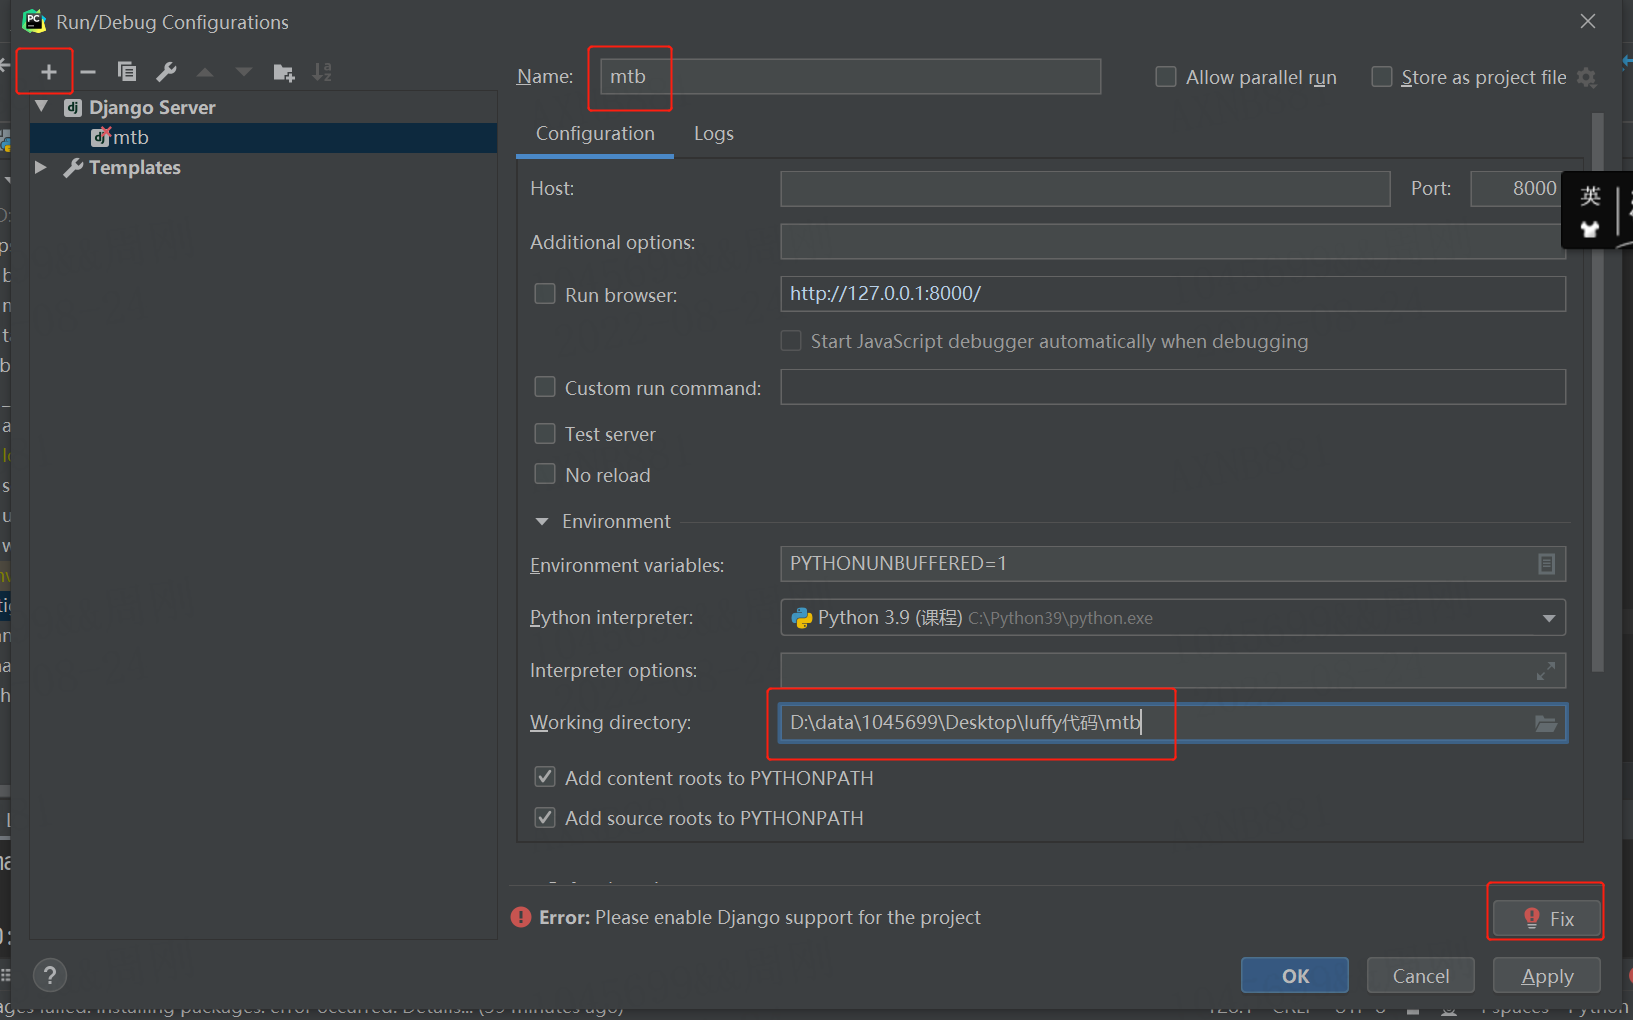 Run/Debug Configurations
Name: mtb
Allow parallel run
Store as project file
Django Server
mtb
Templates
Configuration Logs
Host:
Port: 8000
英
Additional options:
Run browser: http://127.0.0.1:8000/
Start JavaScript debugger automatically when debugging
Custom run command:
Test server
No reload
Environment
Environment variables: PYTHONUNBUFFERED=1
Python interpreter: Python 3.9 (课程) C:\Python39\python.exe
Interpreter options:
Working directory: D:\data\1045699\Desktop\luffy代码\mtb
Add content roots to PYTHONPATH
Add source roots to PYTHONPATH
Error: Please enable Django support for the project
Fix
?
OK Cancel Apply